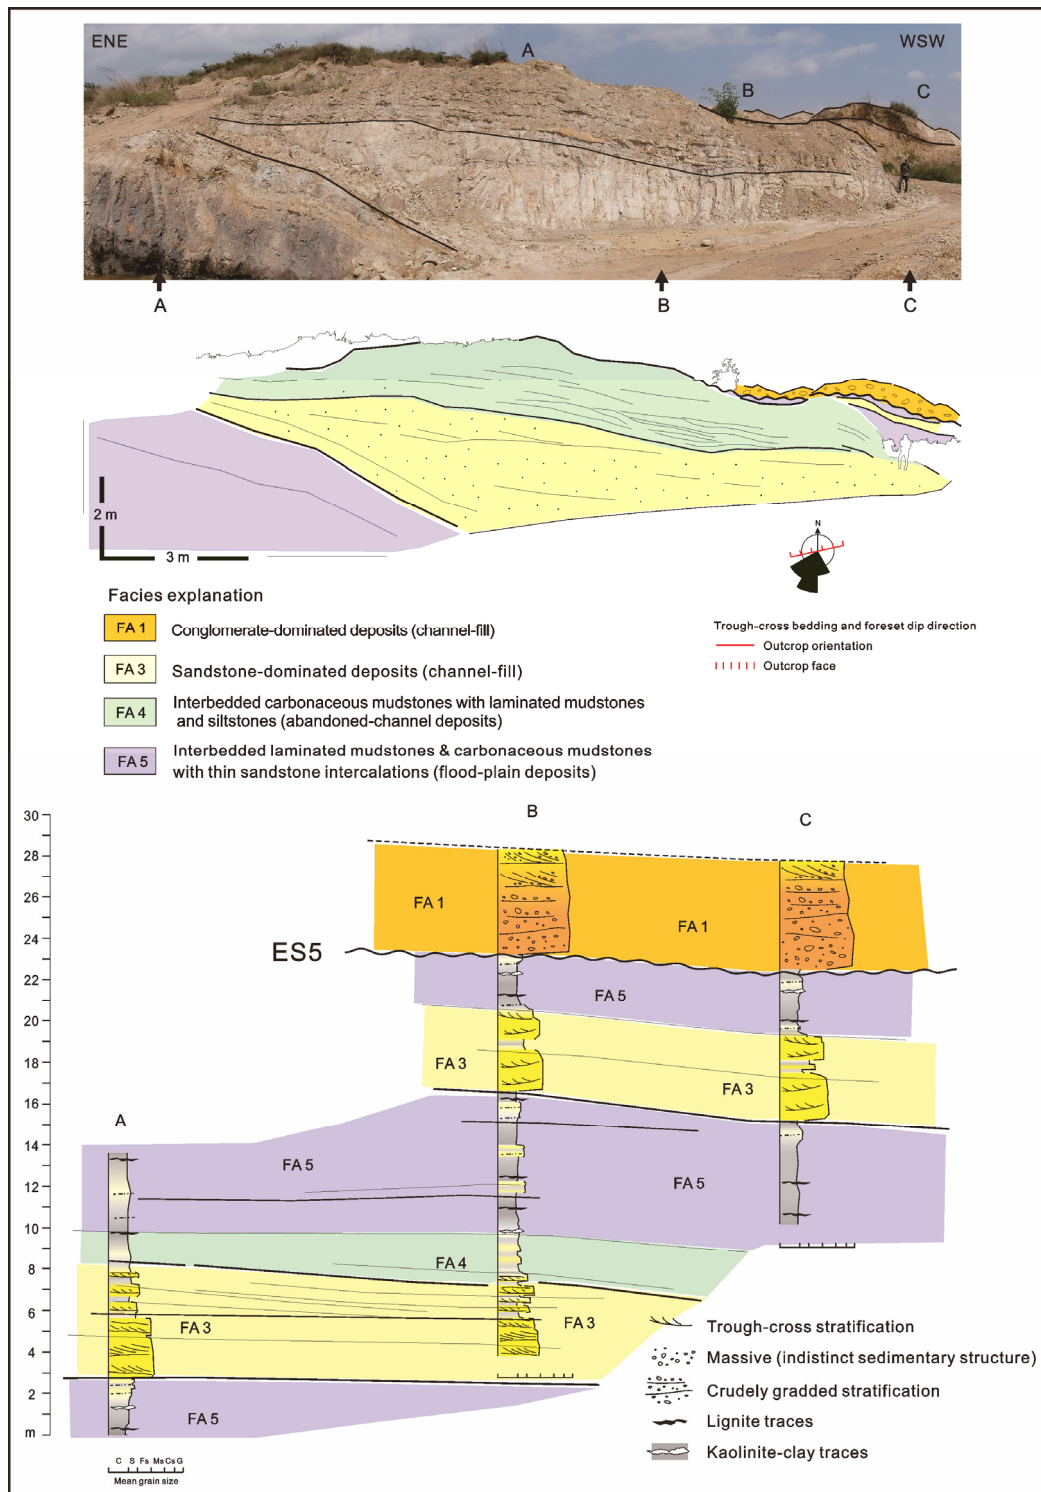 ENE
WSW
A
B
C
A
B
C
2 m
3 m
N
Facies explanation
FA 1
Conglomerate-dominated deposits (channel-fill)
FA 3
Sandstone-dominated deposits (channel-fill)
FA 4
Interbedded carbonaceous mudstones with laminated mudstones
and siltstones (abandoned-channel deposits)
FA 5
Interbedded laminated mudstones & carbonaceous mudstones
with thin sandstone intercalations (flood-plain deposits)
Trough-cross bedding and foreset dip direction
Outcrop orientation
Outcrop face
30
28
26
24
22
20
18
16
14
12
10
8
6
4
2
m
A
B
C
ES5
FA 1
FA 1
FA 5
FA 3
FA 3
FA 5
FA 5
FA 4
FA 3
FA 3
FA 5
C S Fs Ms Cs G
Mean grain size
Trough-cross stratification
Massive (indistinct sedimentary structure)
Crudely gradded stratification
Lignite traces
Kaolinite-clay traces